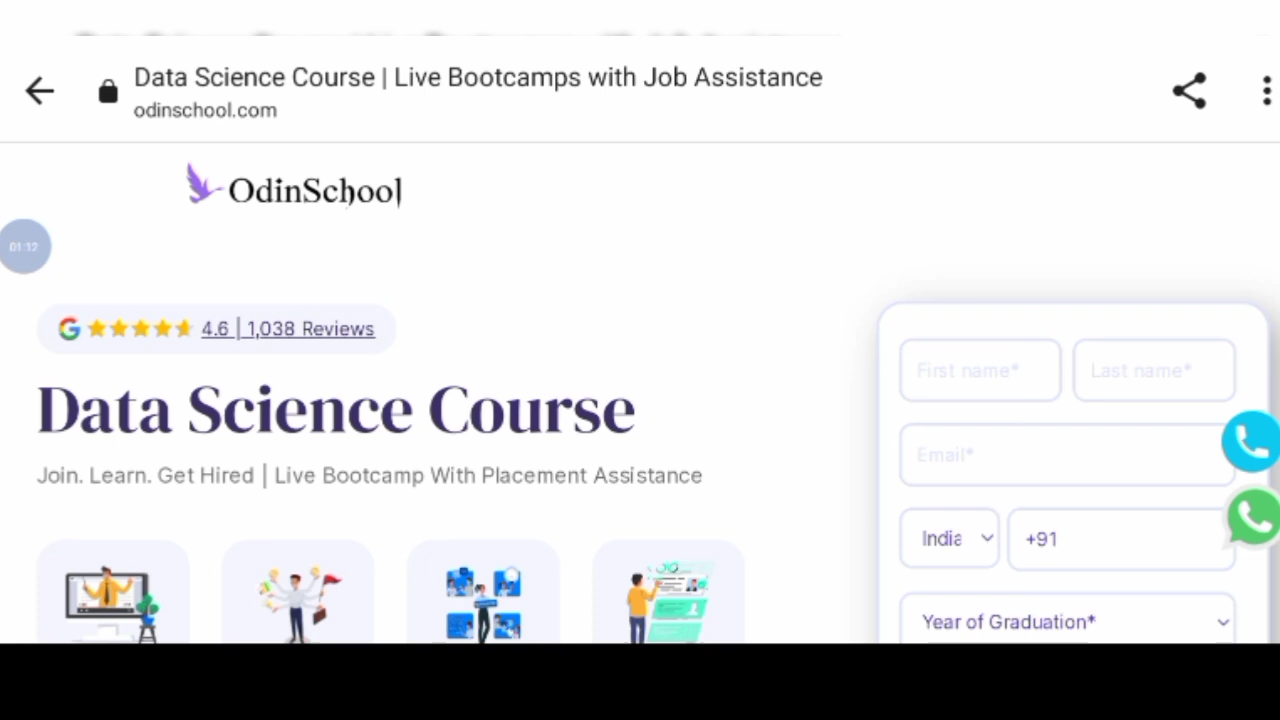 Data Science Course | Live Bootcamps with Job Assistance
odinschool.com
OdinSchool
01:12
4.6 | 1,038 Reviews
Data Science Course
Join. Learn. Get Hired | Live Bootcamp With Placement Assistance
First name* Last name*
Email*
India +91
Year of Graduation*